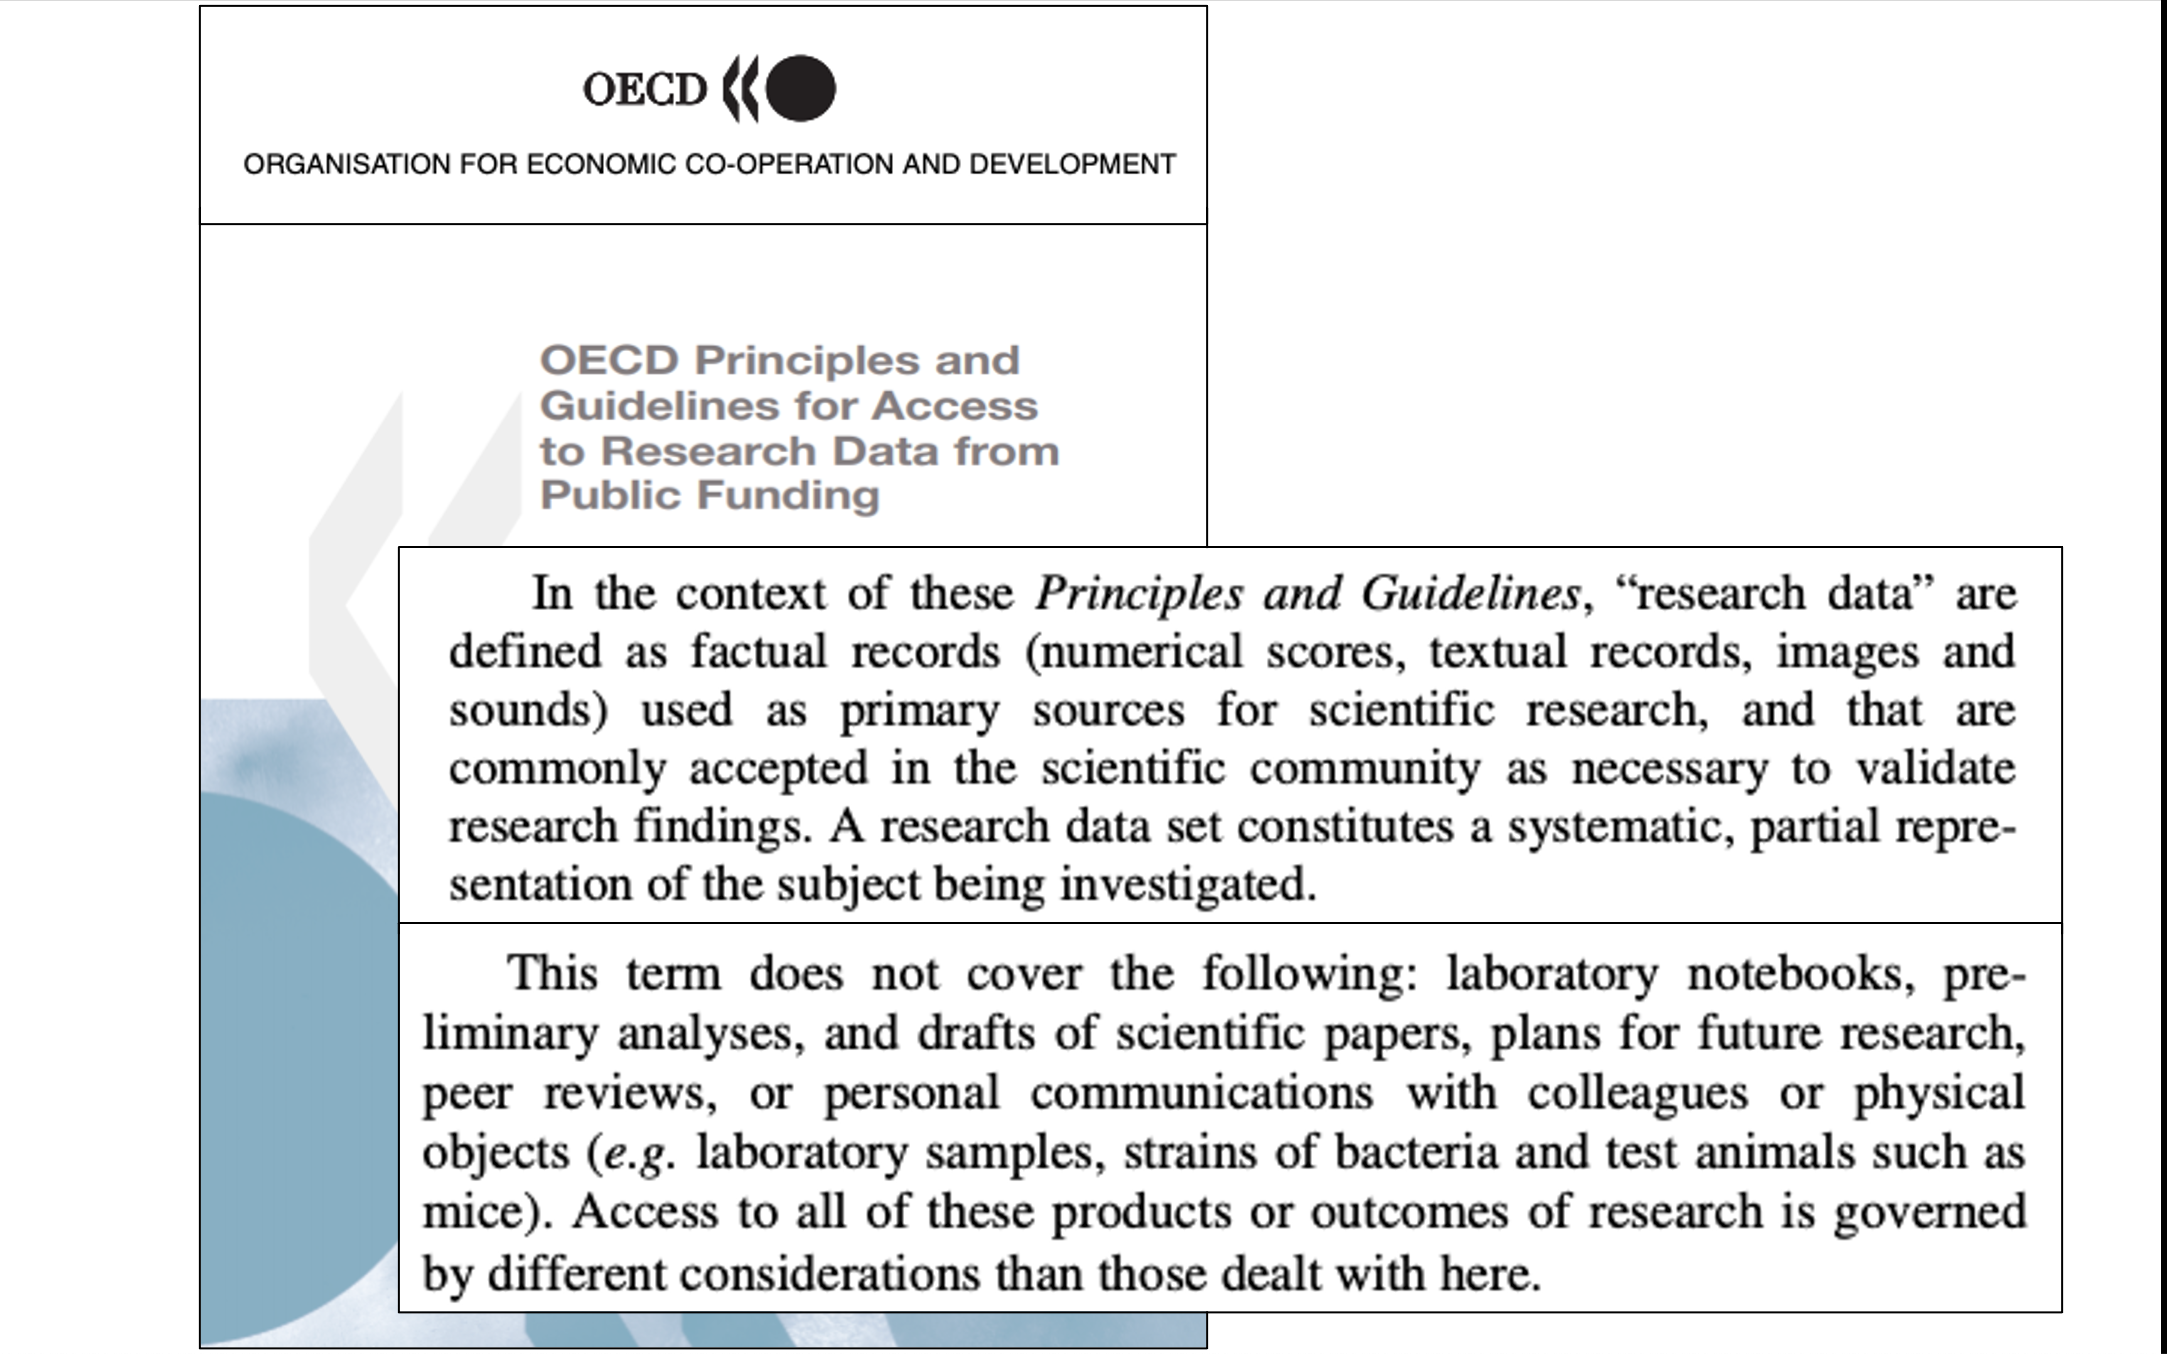 OECD
ORGANISATION FOR ECONOMIC CO-OPERATION AND DEVELOPMENT
OECD Principles and
Guidelines for Access
to Research Data from
Public Funding
In the context of these Principles and Guidelines, “research data” are
defined as factual records (numerical scores, textual records, images and
sounds) used as primary sources for scientific research, and that are
commonly accepted in the scientific community as necessary to validate
research findings. A research data set constitutes a systematic, partial repre-
sentation of the subject being investigated.
This term does not cover the following: laboratory notebooks, pre-
liminary analyses, and drafts of scientific papers, plans for future research,
peer reviews, or personal communications with colleagues or physical
objects (e.g. laboratory samples, strains of bacteria and test animals such as
mice). Access to all of these products or outcomes of research is governed
by different considerations than those dealt with here.